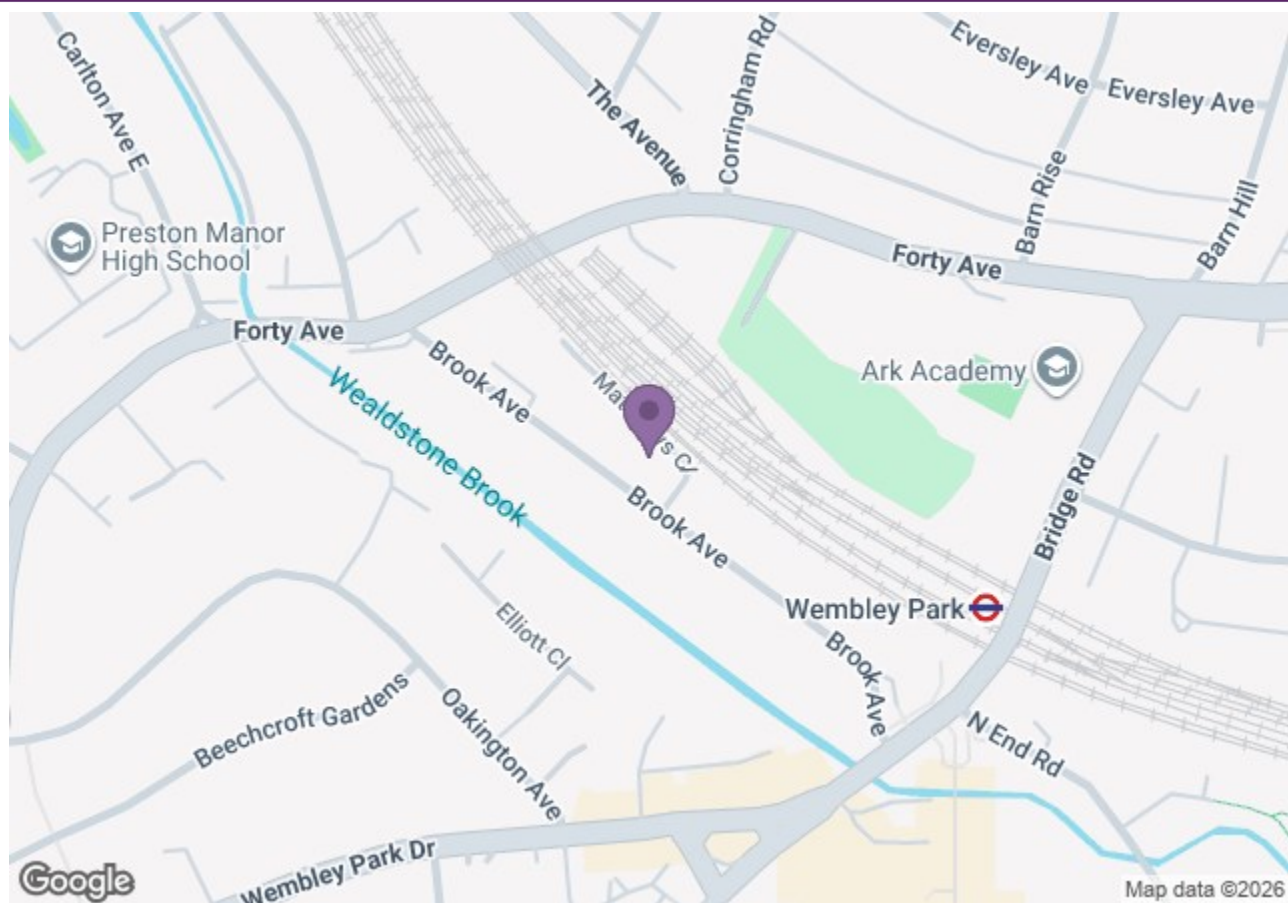 Carlton Ave E
Eversley Ave
Eversley Ave
Corringham Rd
The Avenue
Barn Rise
Barn Hill
Preston Manor
High School
Forty Ave
Forty Ave
Brook Ave
Ark Academy
Wealdstone Brook
Brook Ave
Bridge Rd
Wembley Park
Elliott Cl
Brook Ave
Beechcroft Gardens
Oakington Ave
N End Rd
Wembley Park Dr
Google
Map data ©2026